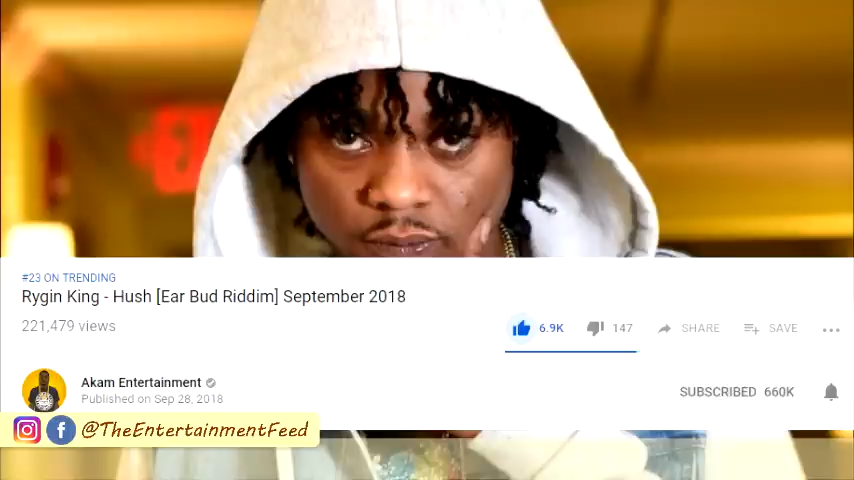 #23 ON TRENDING
Rygin King - Hush [Ear Bud Riddim] September 2018
221,479 views
6.9K 147 SHARE SAVE
Akam Entertainment
Published on Sep 28, 2018
SUBSCRIBED 660K
@TheEntertainmentFeed